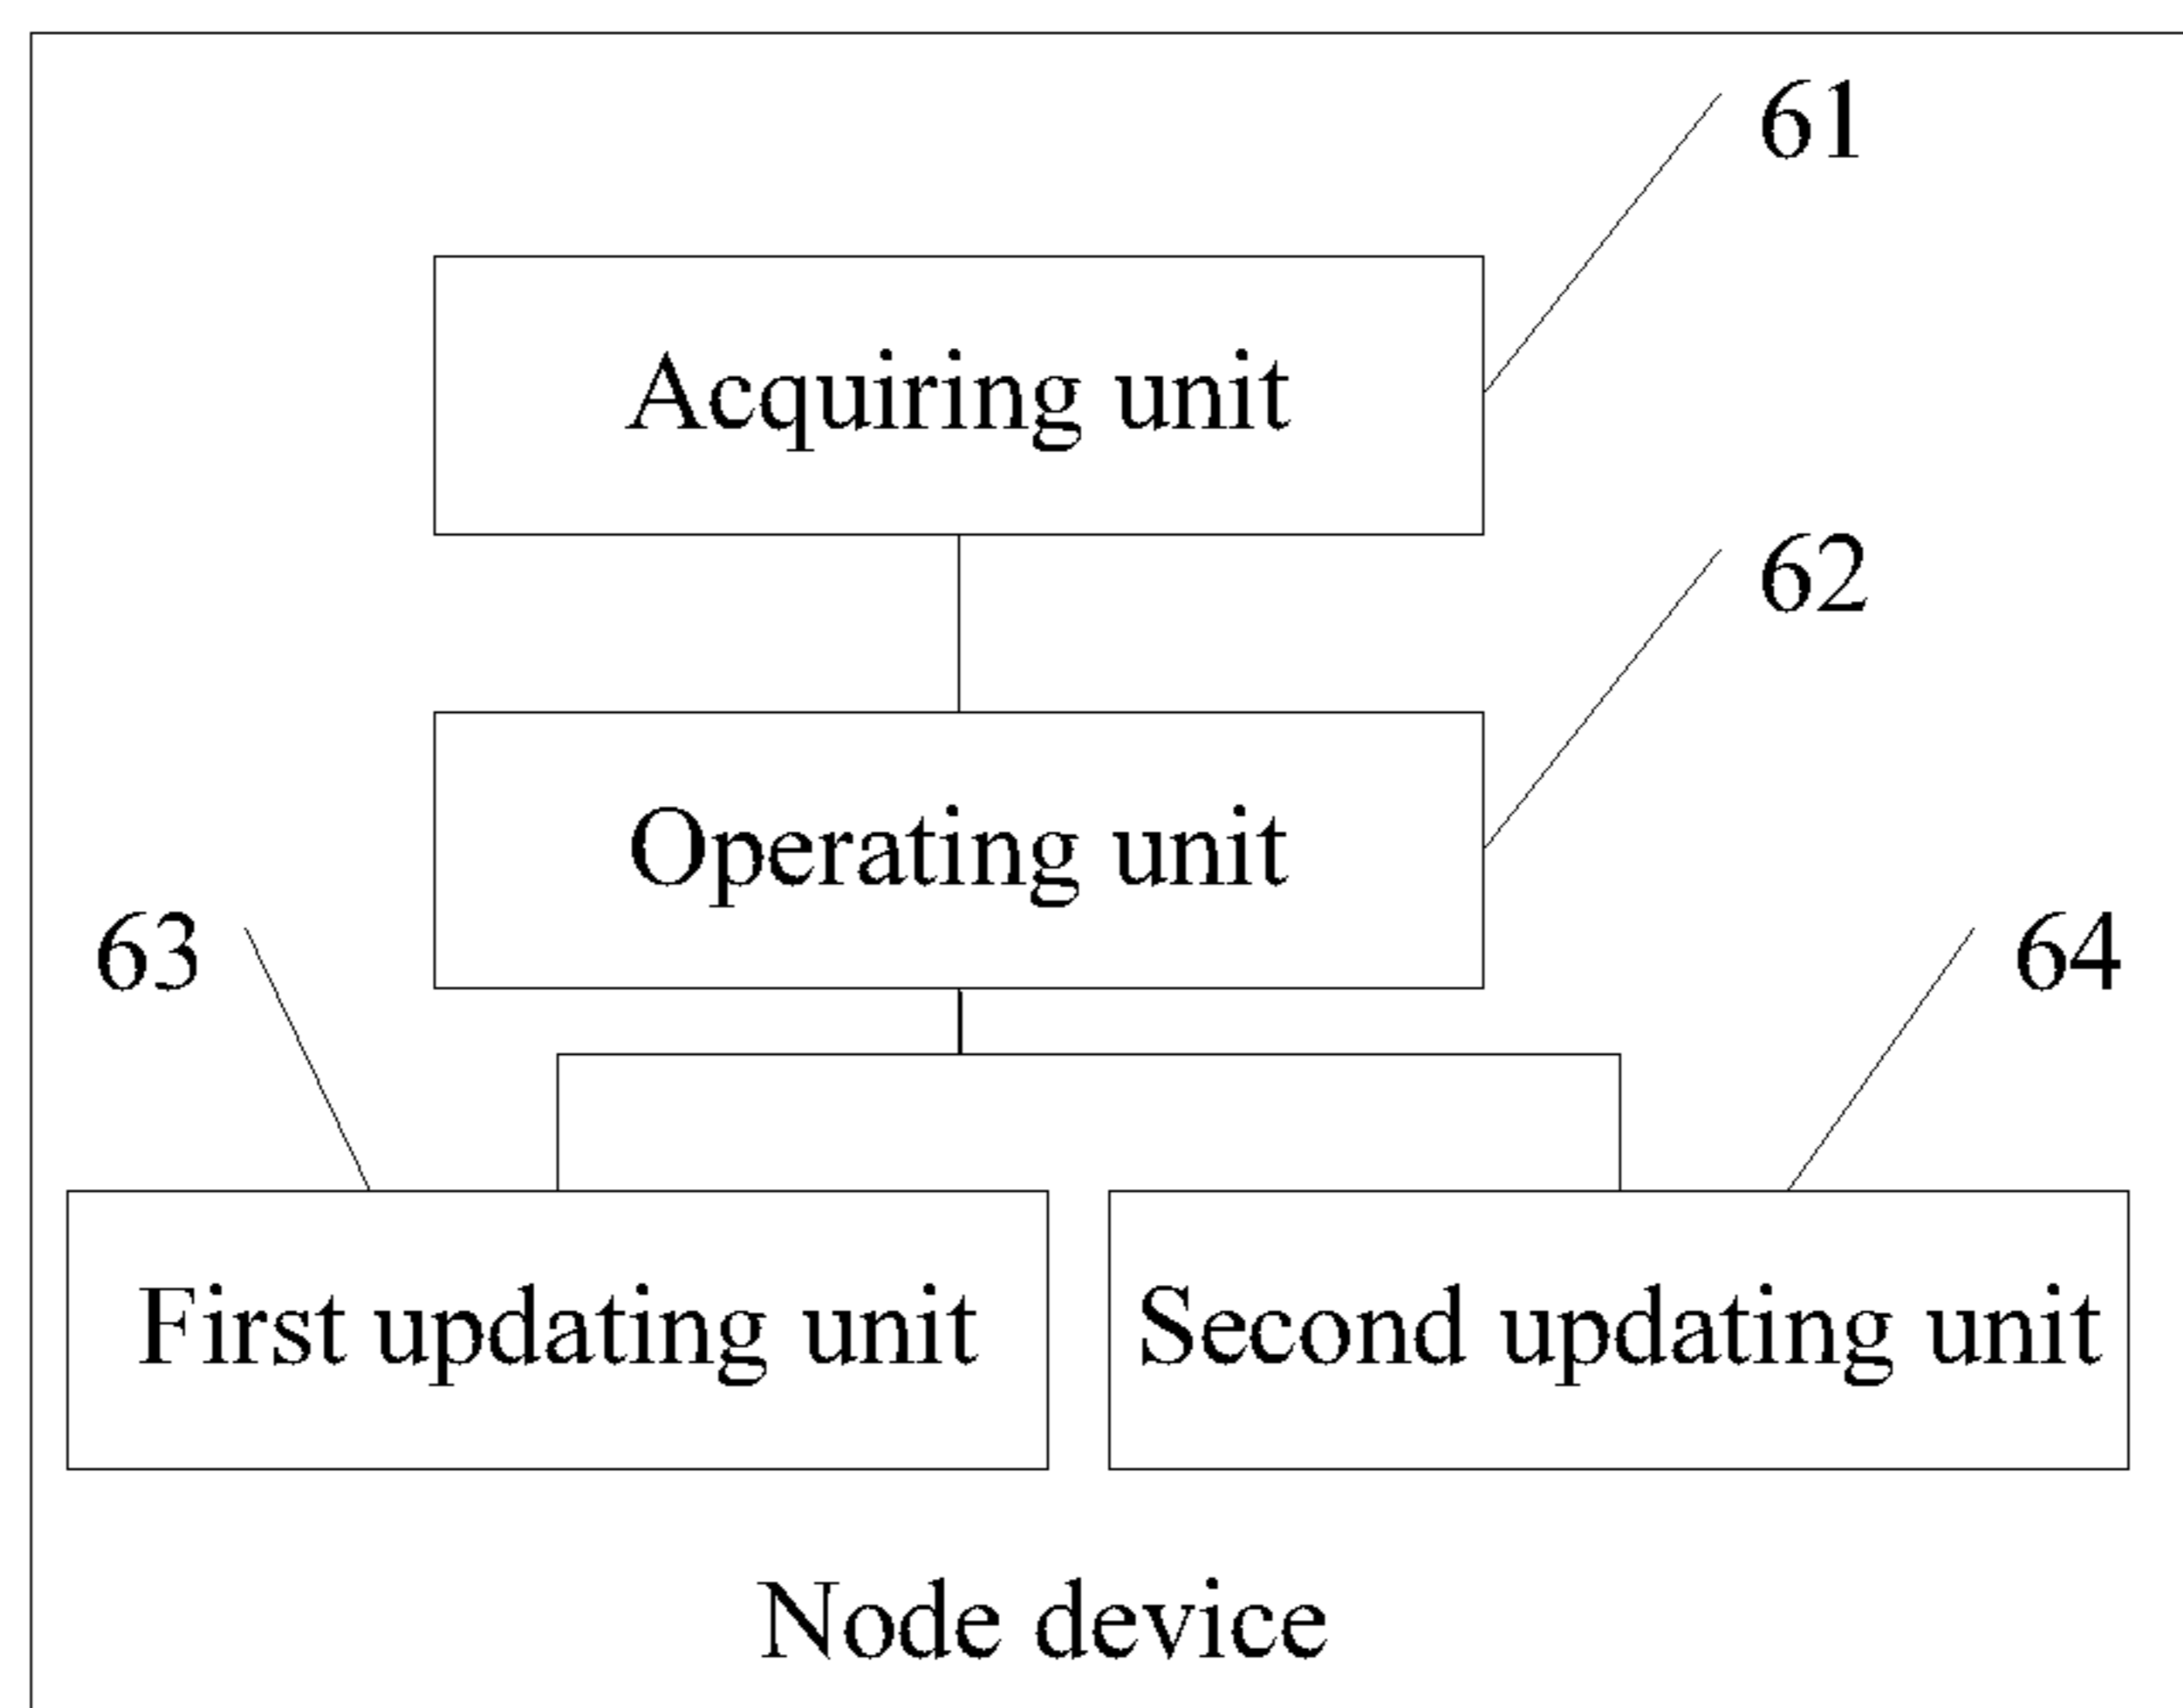 61
Acquiring unit
62
Operating unit
63
64
First updating unit
Second updating unit
Node device